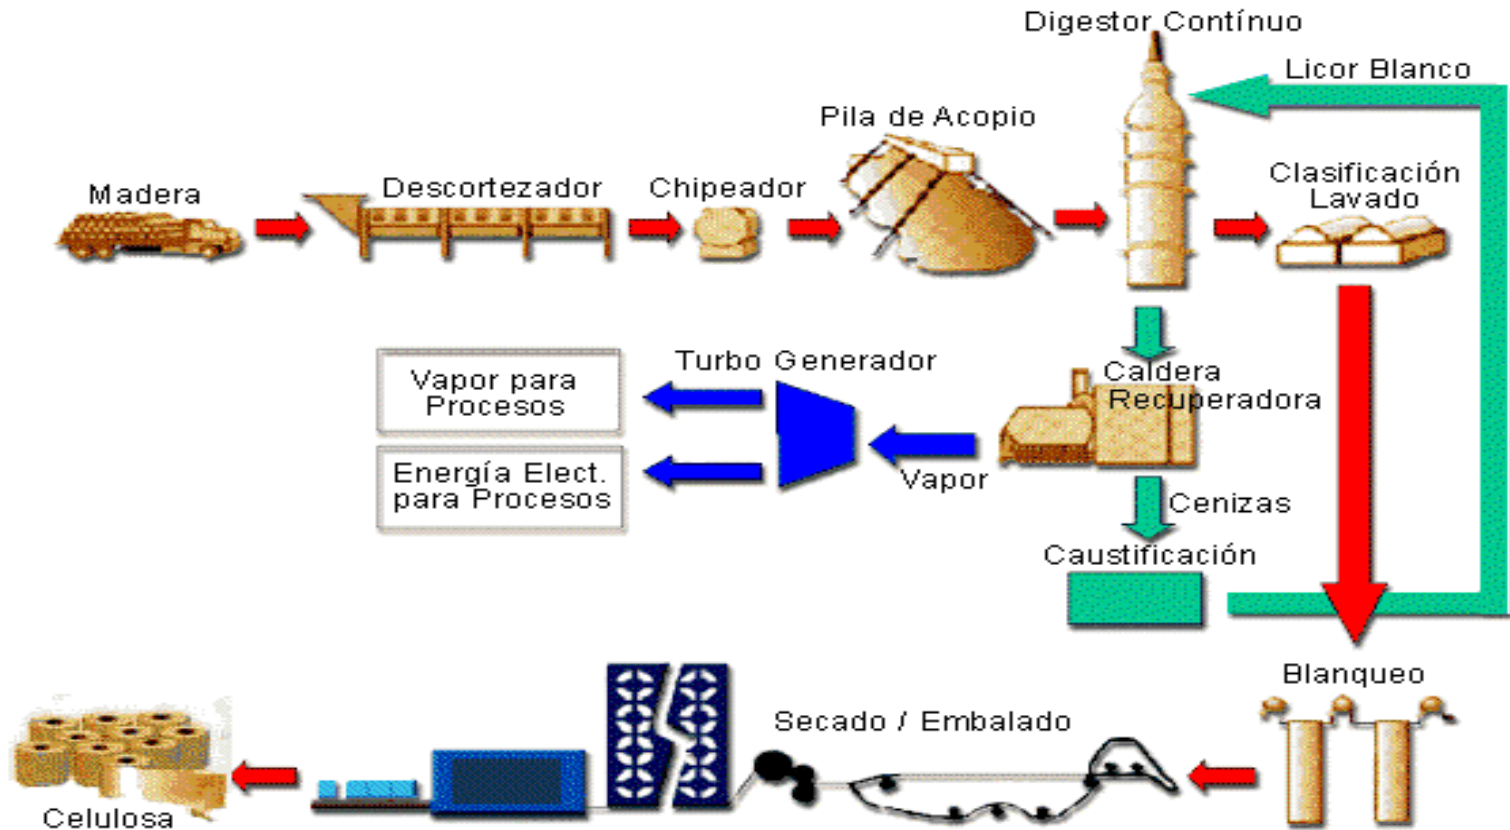 Digestor Contínuo
Licor Blanco
Pila de Acopio
Clasificación
Lavado
Madera
Descortezador
Chipeador
Turbo Generador
Caldera
Recuperadora
Vapor para
Procesos
Energía Elect.
para Procesos
Vapor
Cenizas
Caustificación
Blanqueo
Secado / Embalado
Celulosa